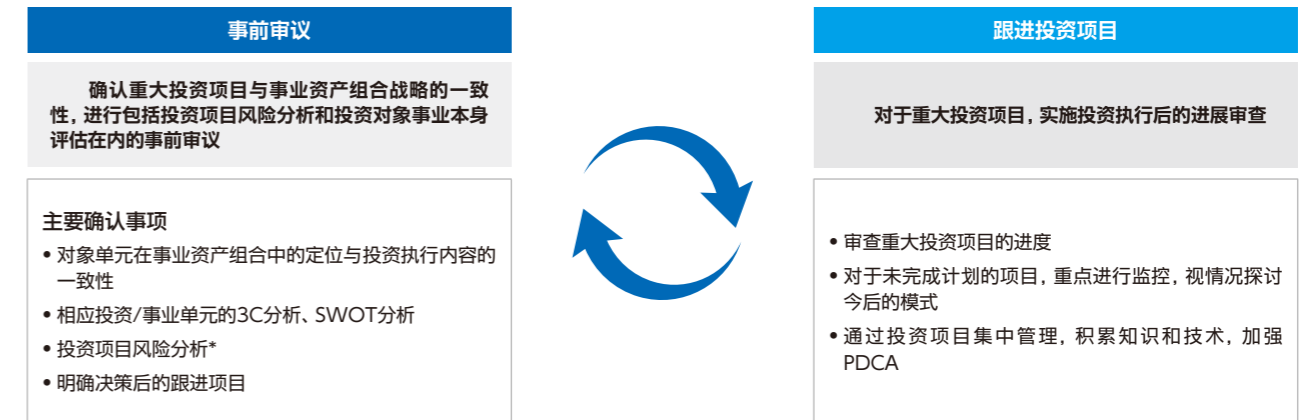 事前审议
确认重大投资项目与事业资产组合战略的一致
性，进行包括投资项目风险分析和投资对象事业本身
评估在内的事前审议
主要确认事项
• 对象单元在事业资产组合中的定位与投资执行内容的
一致性
• 相应投资/事业单元的3C分析、SWOT分析
• 投资项目风险分析*
• 明确决策后的跟进项目
跟进投资项目
对于重大投资项目，实施投资执行后的进展审查
• 审查重大投资项目的进度
• 对于未完成计划的项目，重点进行监控，视情况探讨
今后的模式
• 通过投资项目集中管理，积累知识和技术，加强
PDCA